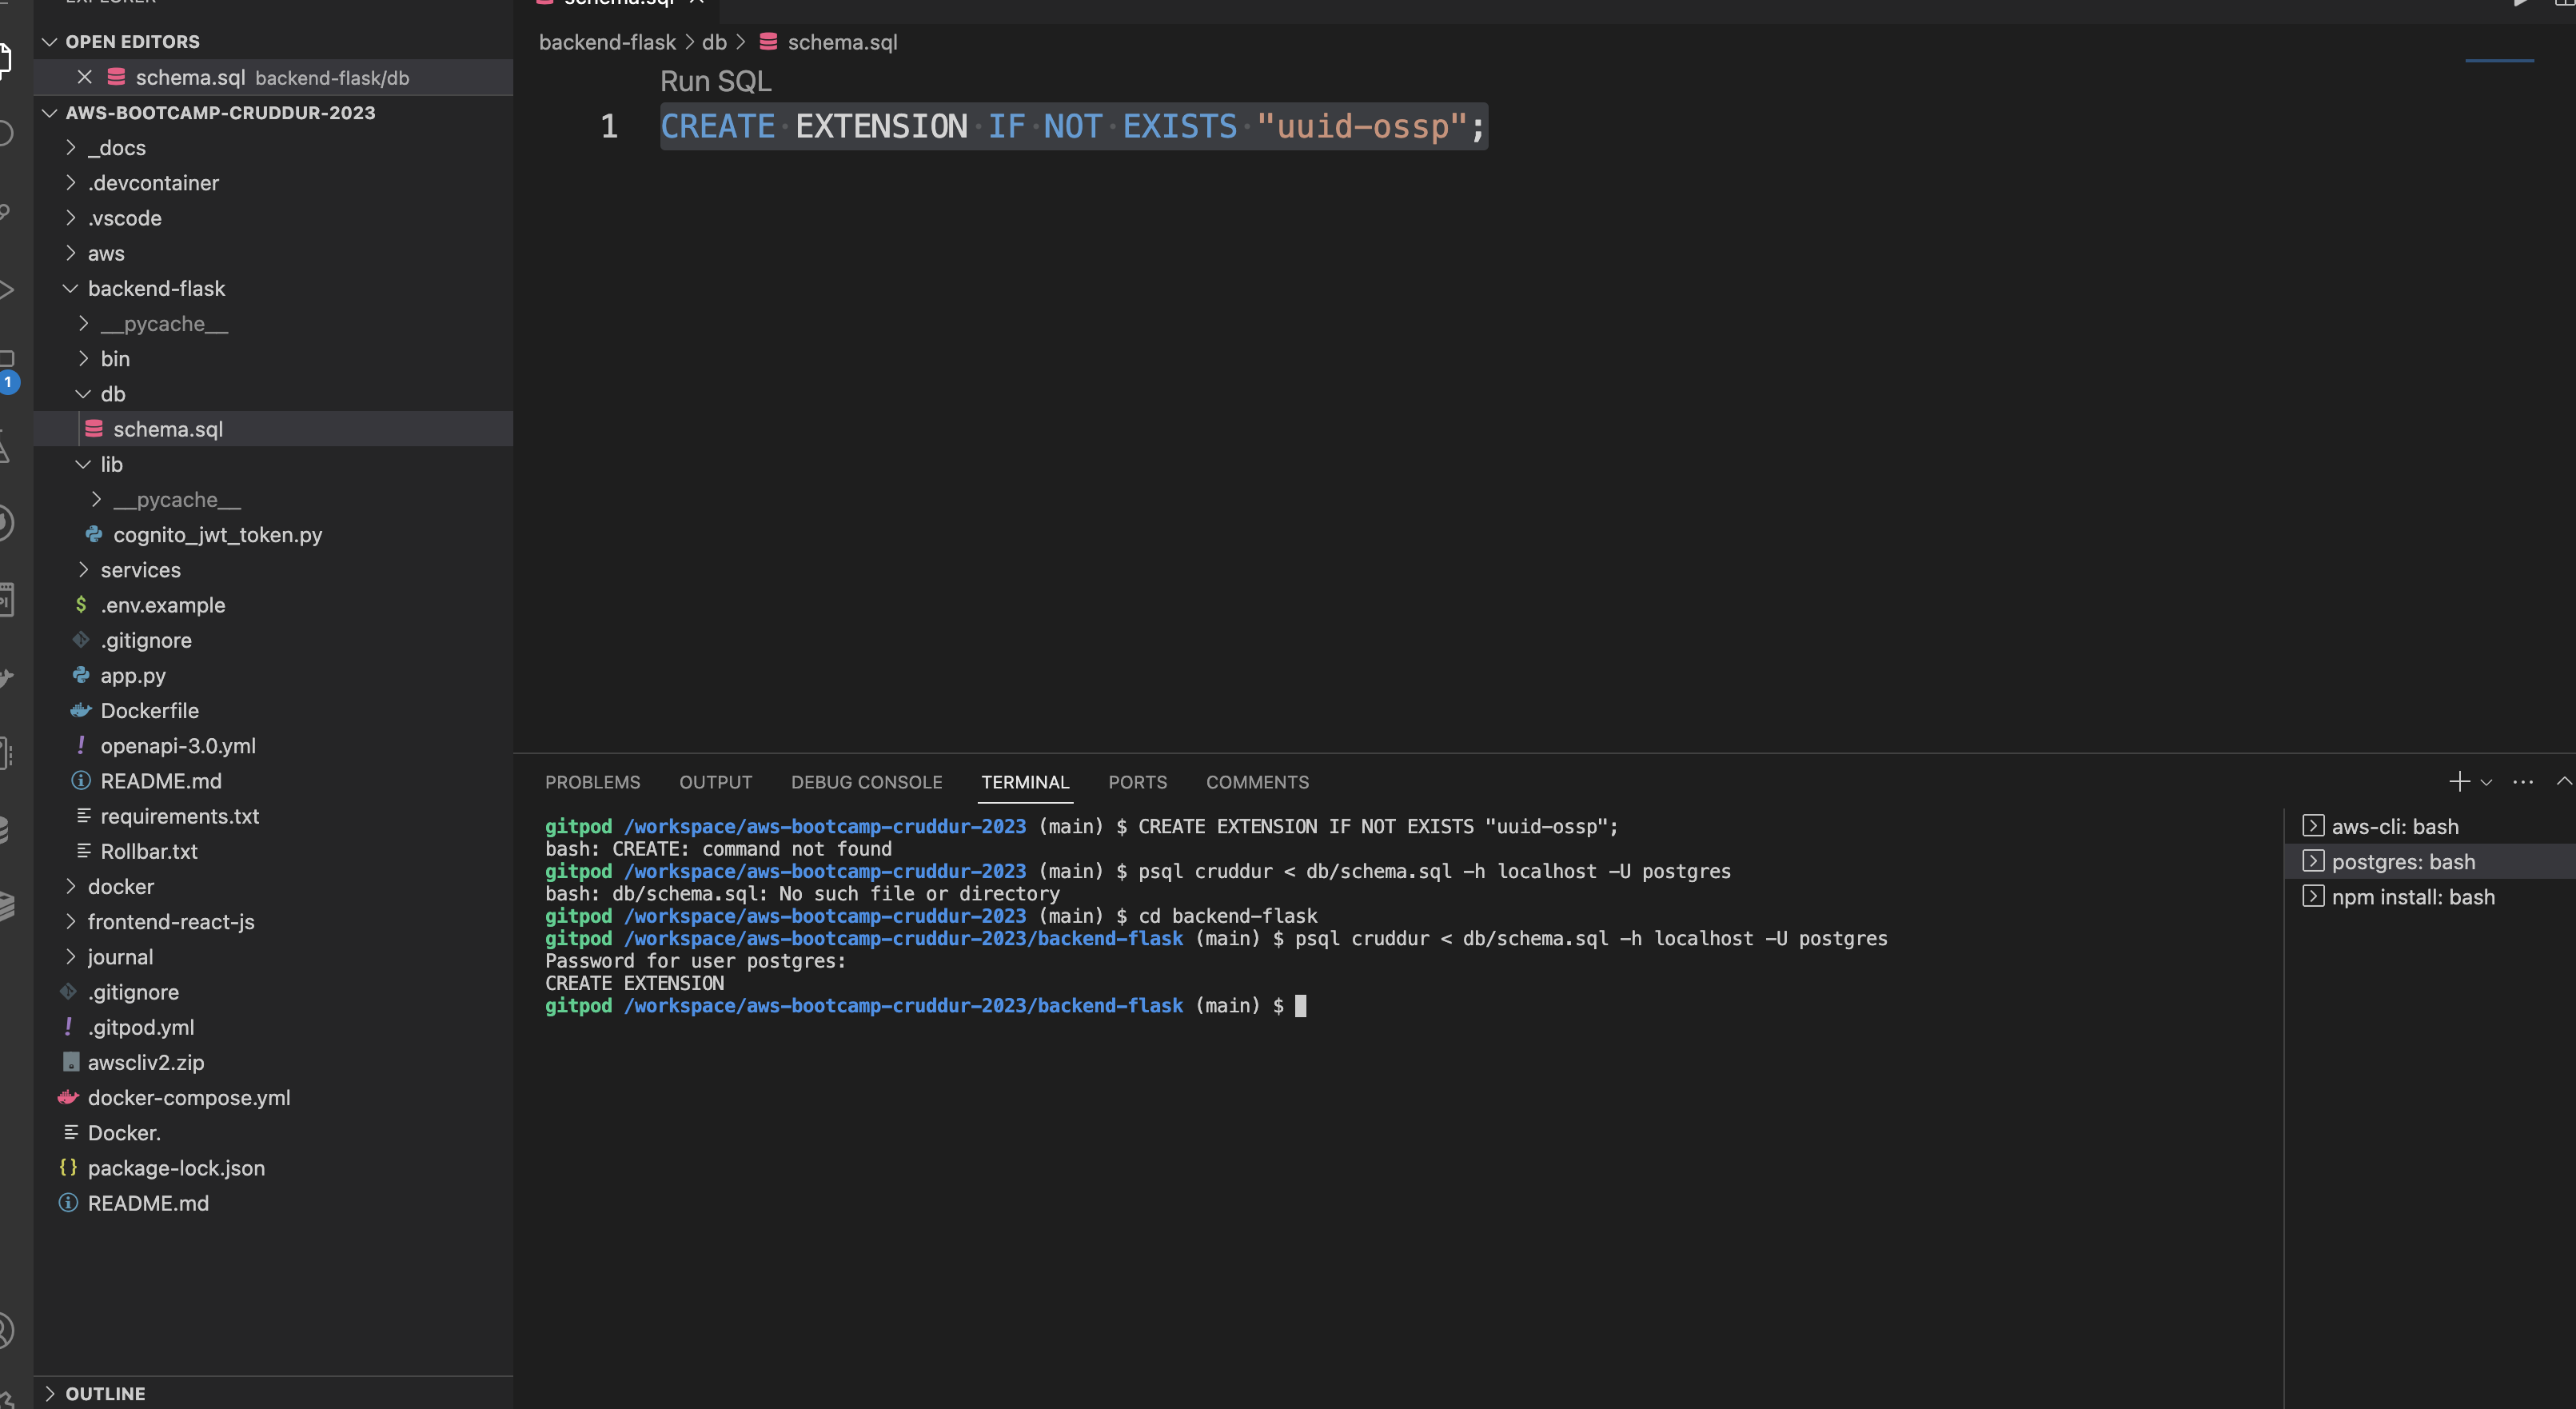 OPEN EDITORS
schema.sql backend-flask/db
AWS-BOOTCAMP-CRUDDUR-2023
_docs
.devcontainer
.vscode
aws
backend-flask
__pycache__
bin
db
schema.sql
lib
__pycache__
cognito_jwt_token.py
services
$ .env.example
.gitignore
app.py
Dockerfile
! openapi-3.0.yml
README.md
requirements.txt
Rollbar.txt
docker
frontend-react-js
journal
.gitignore
! .gitpod.yml
awscliv2.zip
docker-compose.yml
Docker.
{} package-lock.json
README.md
OUTLINE
1
schema.sql
backend-flask > db > schema.sql
Run SQL
1 CREATE EXTENSION IF NOT EXISTS "uuid-ossp";
PROBLEMS OUTPUT DEBUG CONSOLE TERMINAL PORTS COMMENTS
gitpod /workspace/aws-bootcamp-cruddur-2023 (main) $ CREATE EXTENSION IF NOT EXISTS "uuid-ossp";
bash: CREATE: command not found
gitpod /workspace/aws-bootcamp-cruddur-2023 (main) $ psql cruddur < db/schema.sql -h localhost -U postgres
bash: db/schema.sql: No such file or directory
gitpod /workspace/aws-bootcamp-cruddur-2023 (main) $ cd backend-flask
gitpod /workspace/aws-bootcamp-cruddur-2023/backend-flask (main) $ psql cruddur < db/schema.sql -h localhost -U postgres
Password for user postgres:
CREATE EXTENSION
gitpod /workspace/aws-bootcamp-cruddur-2023/backend-flask (main) $
aws-cli: bash
postgres: bash
npm install: bash